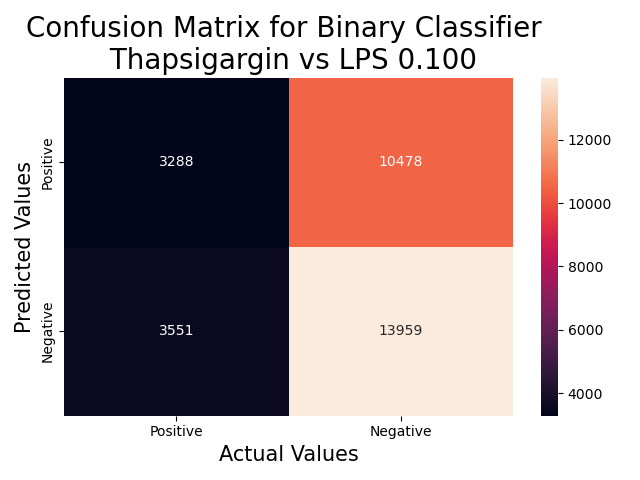 Confusion Matrix for Binary Classifier
Thapsigargin vs LPS 0.100
Predicted Values
Positive
3288
10478
Negative
3551
13959
Positive
Negative
Actual Values
12000
10000
8000
6000
4000